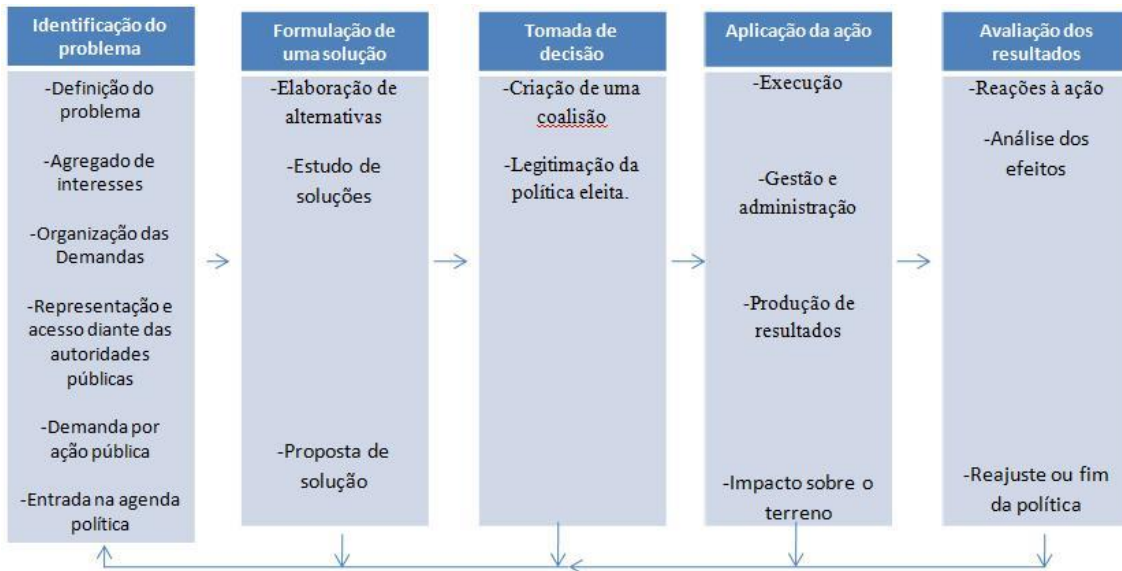 Identificação do
problema
-Definição do
problema
-Agregado de
interesses
-Organização das
Demandas
-Representação e
acesso diante das
autoridades
públicas
-Demanda por
ação pública
-Entrada na agenda
política
Formulação de
uma solução
-Elaboração de
alternativas
-Estudo de
soluções
-Proposta de
solução
Tomada de
decisão
-Criação de uma
coalisão
-Legitimação da
política eleita.
Aplicação da ação
-Execução
-Gestão e
administração
-Produção de
resultados
-Impacto sobre o
terreno
Avaliação dos
resultados
-Reações à ação
-Análise dos
efeitos
-Reajuste ou fim
da política